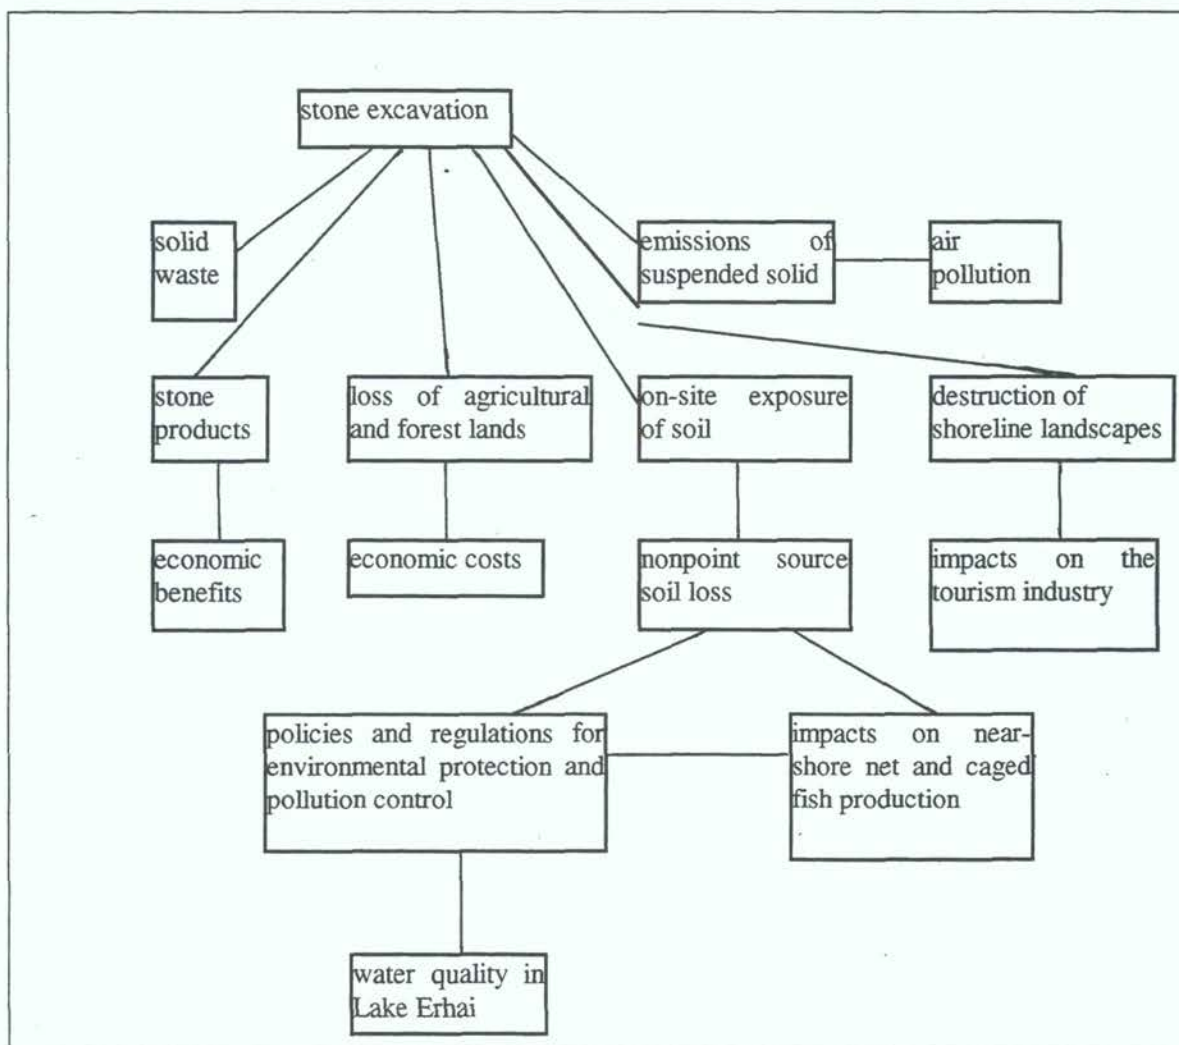 stone excavation
solid
waste
emissions of
suspended solid
air
pollution
stone
products
loss of agricultural
and forest lands
on-site exposure
of soil
destruction of
shoreline landscapes
economic
benefits
economic costs
nonpoint source
soil loss
impacts on the
tourism industry
policies and regulations for
environmental protection and
pollution control
impacts on near-
shore net and caged
fish production
water quality in
Lake Erhai